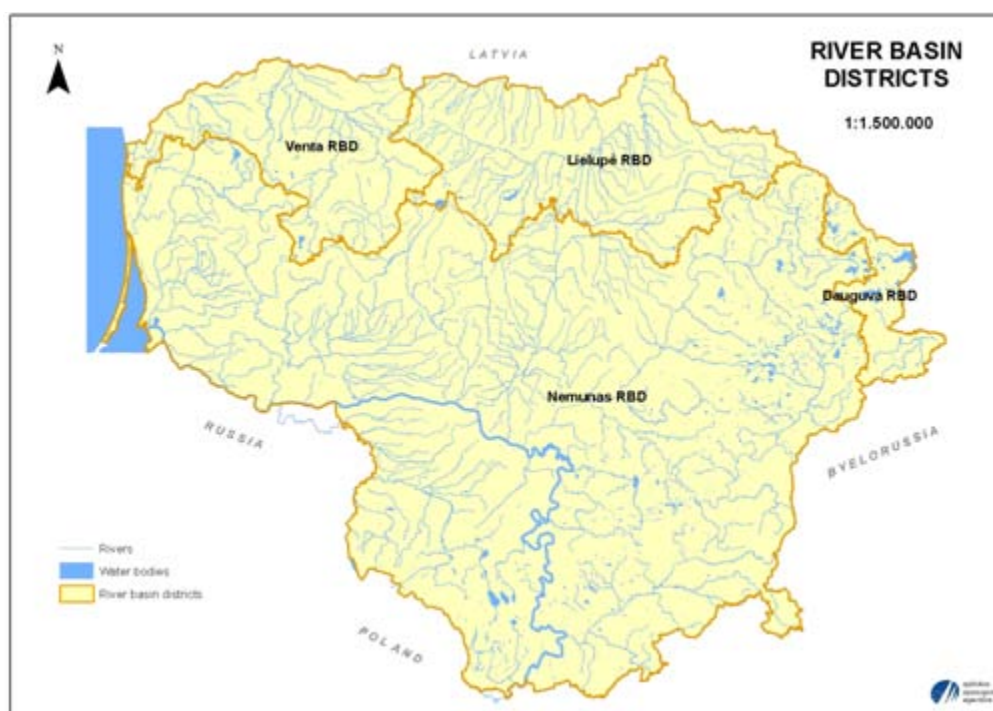 N
LATVIA
RIVER BASIN
DISTRICTS
1:1.500.000
Venta RBD
Lielupé RBD
Dauguva RBD
Nemunas RBD
RUSSIA
BYELORUSSIA
Rivers
Water bodies
River basin districts
POLAND